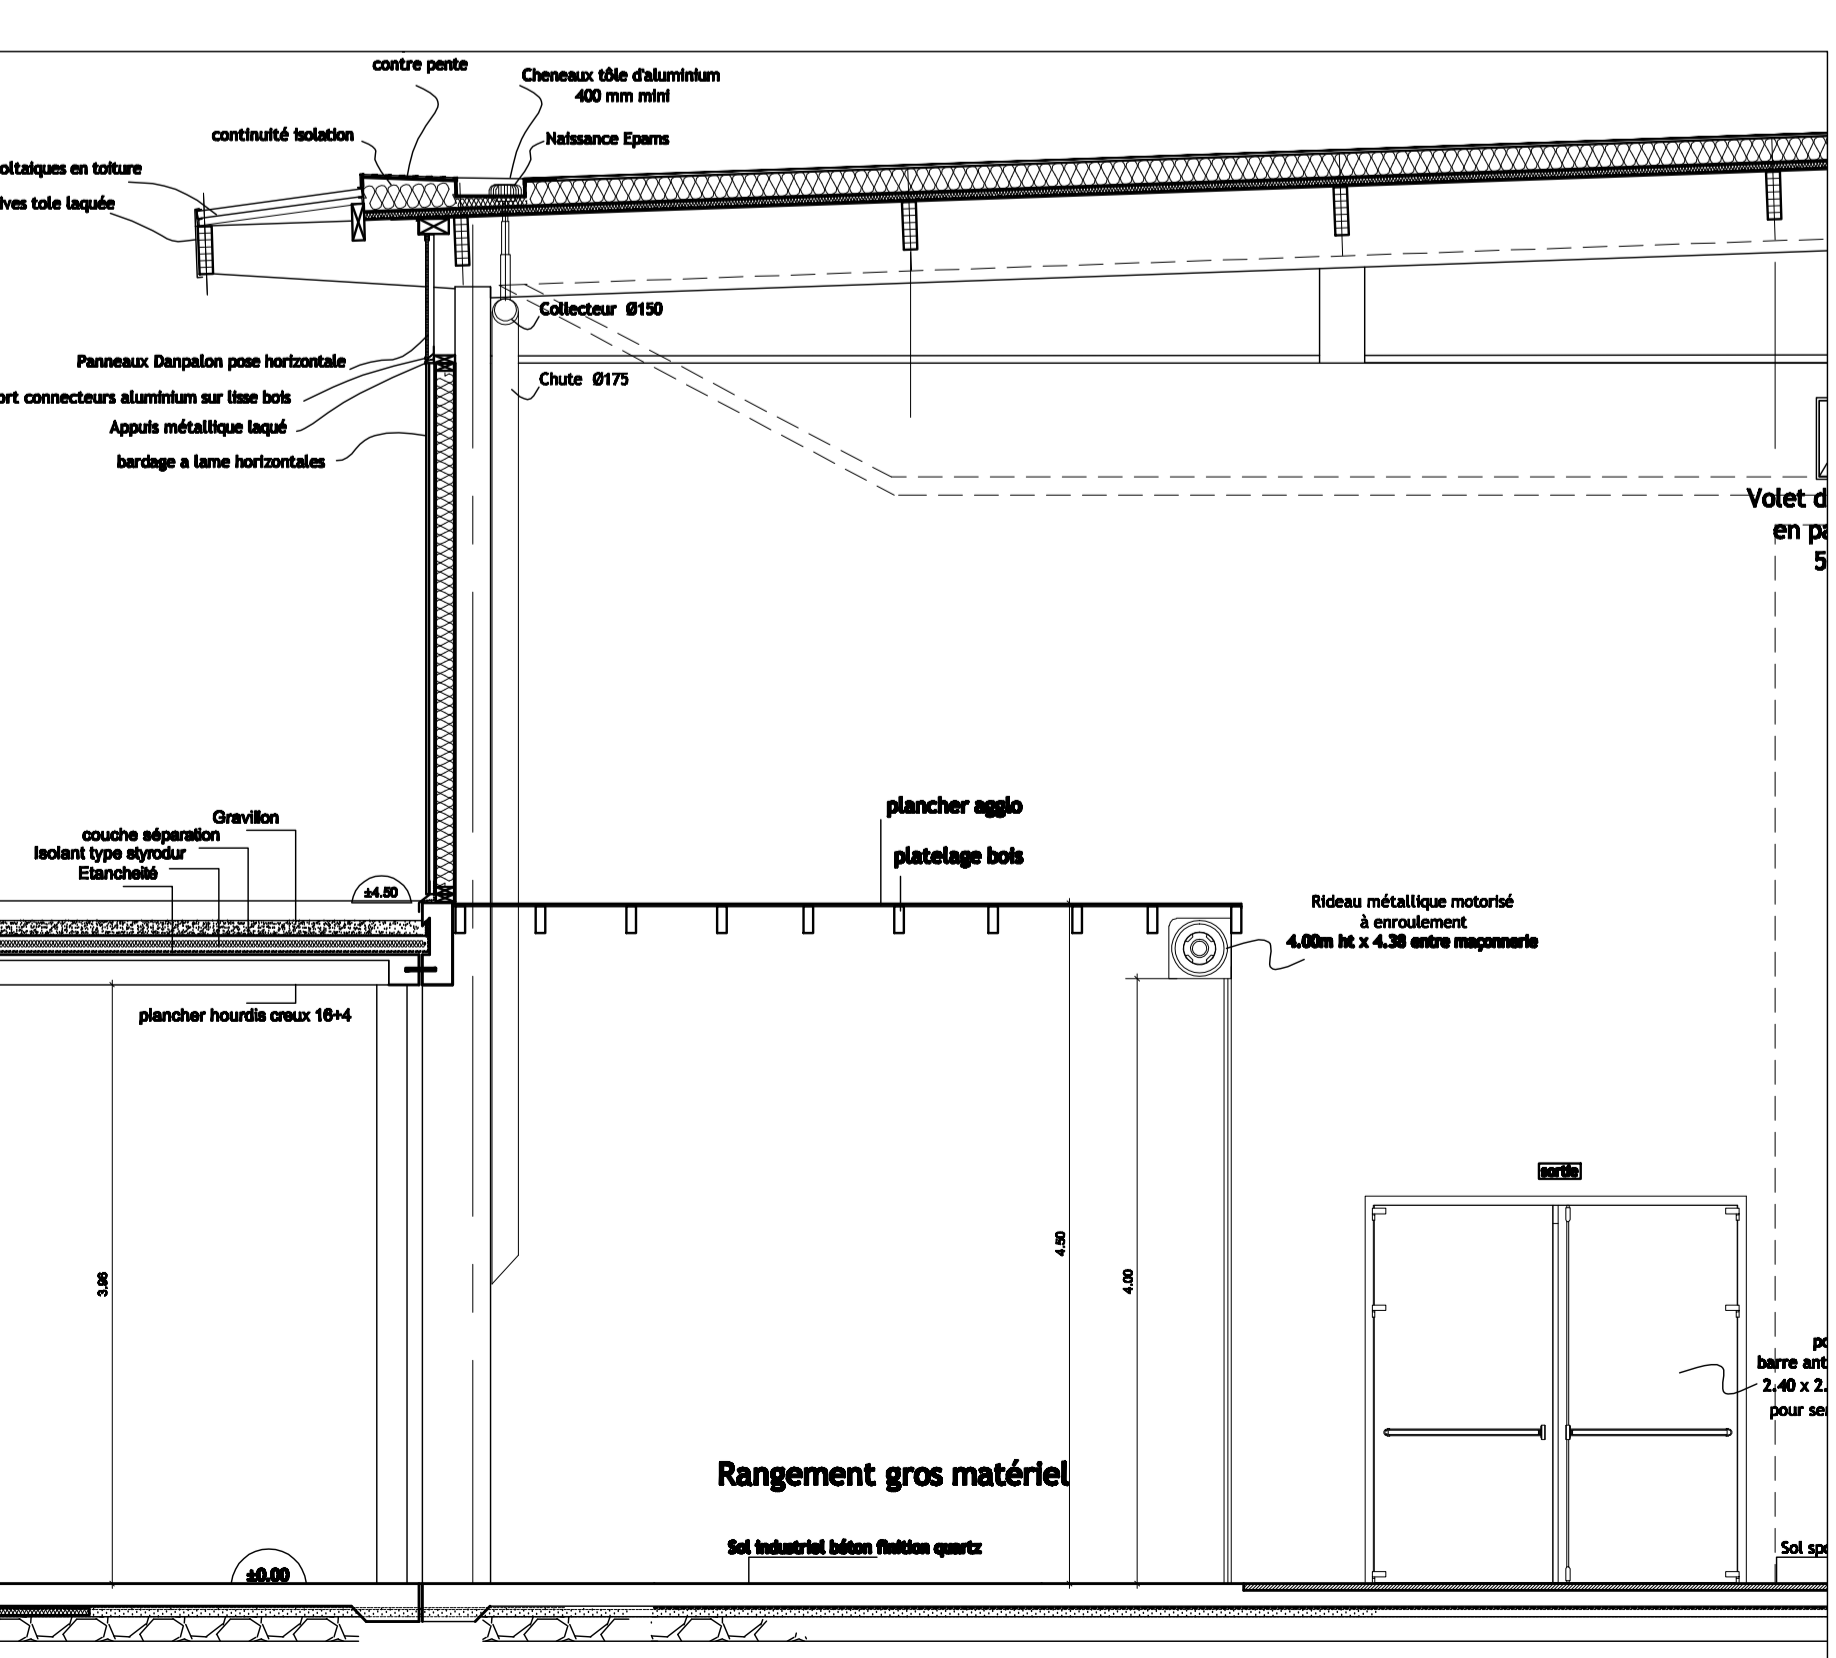 contre pente
Cheneaux tôle d'aluminium
400 mm mini
continuité isolation
Naissance Eparns
oltaiques en toiture
ives tole laquée
Collecteur Ø150
Panneaux Danpalon pose horizontale
Chute Ø175
ort connecteurs aluminium sur lisse bois
Appuis métallique laqué
bardage a lame horizontales
Volet d
en pa
5
plancher agglo
Gravillon
couche séparation
Isolant type styrodur
Etancheité
platelage bois
±4.50
Rideau métallique motorisé
à enroulement
4.00m ht x 4.38 entre maçonnerie
plancher hourdis creux 16+4
sortie
4.50
4.00
3.96
po
barre ant
2.40 x 2.
pour ser
Rangement gros matériel
Sol industriel béton finition quartz
Sol spo
±0.00